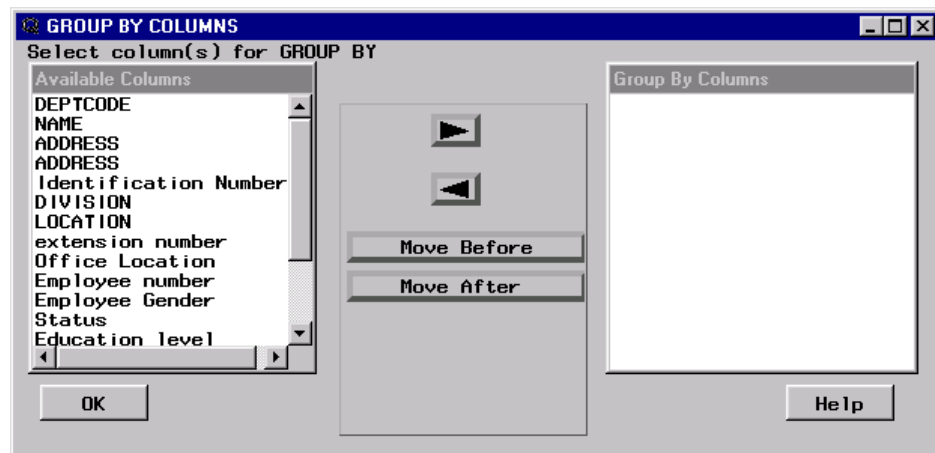 GROUP BY COLUMNS
Select column(s) for GROUP BY
Available Columns
DEPTCODE
NAME
ADDRESS
ADDRESS
Identification Number
DIVISION
LOCATION
extension number
Office Location
Employee number
Employee Gender
Status
Education level
Move Before
Move After
Group By Columns
OK
Help